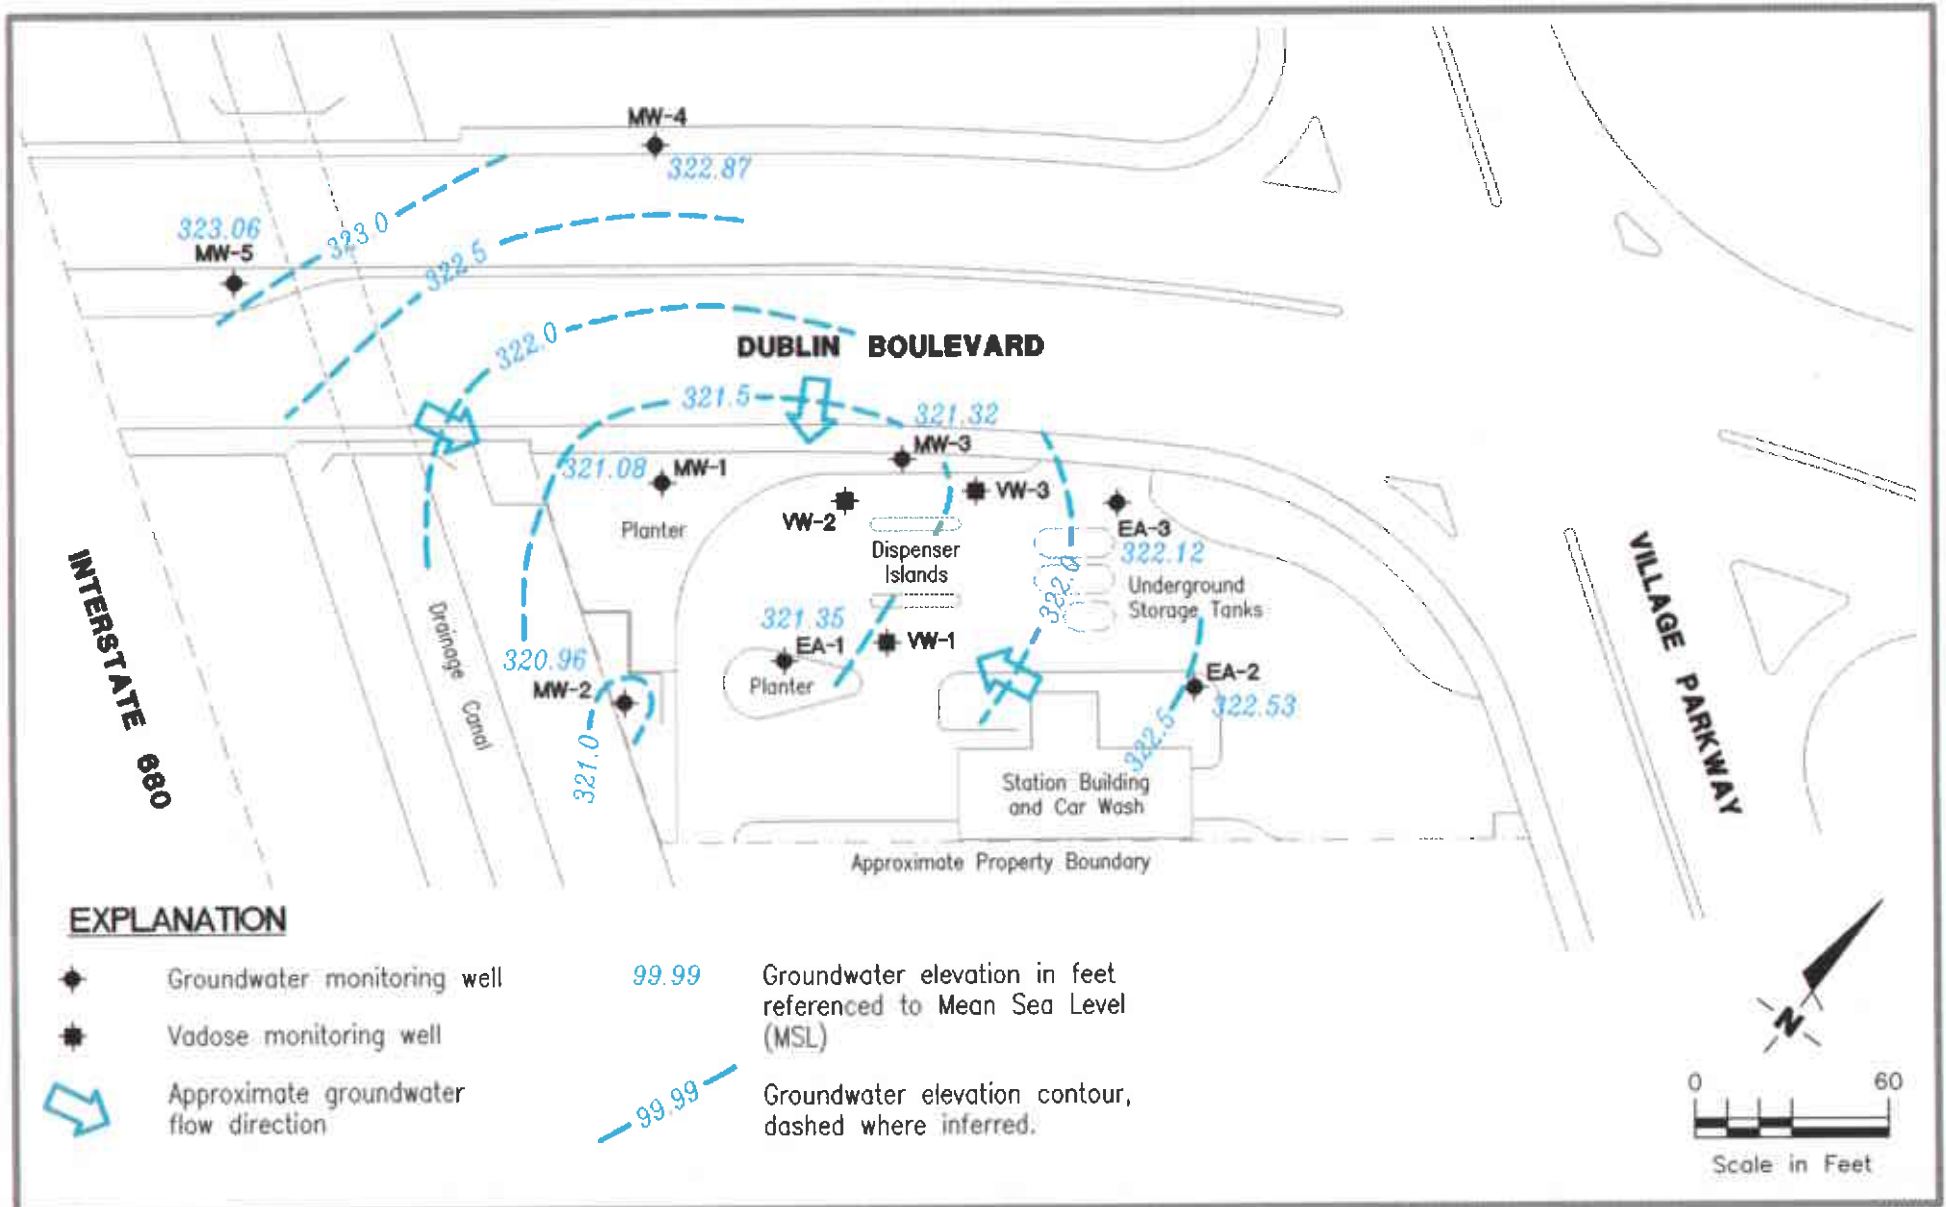 MW-4
322.87
323.06
MW-5
323.0
322.5
322.0
DUBLIN BOULEVARD
321.5
321.32
MW-3
321.08
MW-1
VW-3
VW-2
EA-3
322.12
Planter
Dispenser
Islands
322.0
Underground
Storage Tanks
INTERSTATE 680
Drainage Canal
VILLAGE PARKWAY
321.35
EA-1
VW-1
320.96
MW-2
Planter
EA-2
322.53
321.0
322.5
Station Building
and Car Wash
Approximate Property Boundary
EXPLANATION
Groundwater monitoring well
Vadose monitoring well
Approximate groundwater
flow direction
99.99
Groundwater elevation in feet
referenced to Mean Sea Level
(MSL)
99.99
Groundwater elevation contour,
dashed where inferred.
N
0 60
Scale in Feet